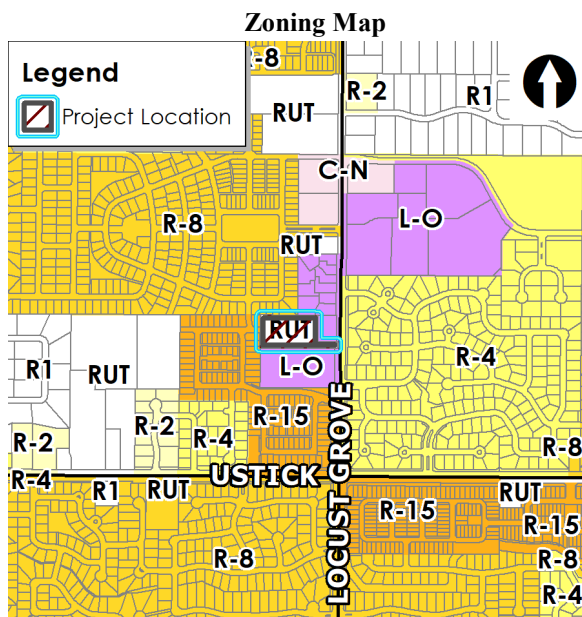 Zoning Map
Legend
Project Location
R-8
RUT
R-2
R1
C-N
L-O
R-8
RUT
RUT
L-O
R-4
R1
RUT
R-15
R-2
R-2
R-4
R-8
R-4
R1
RUT
USTICK
LOCUST GROVE
RUT
R-15
R-15
R-8
R-8
R-4